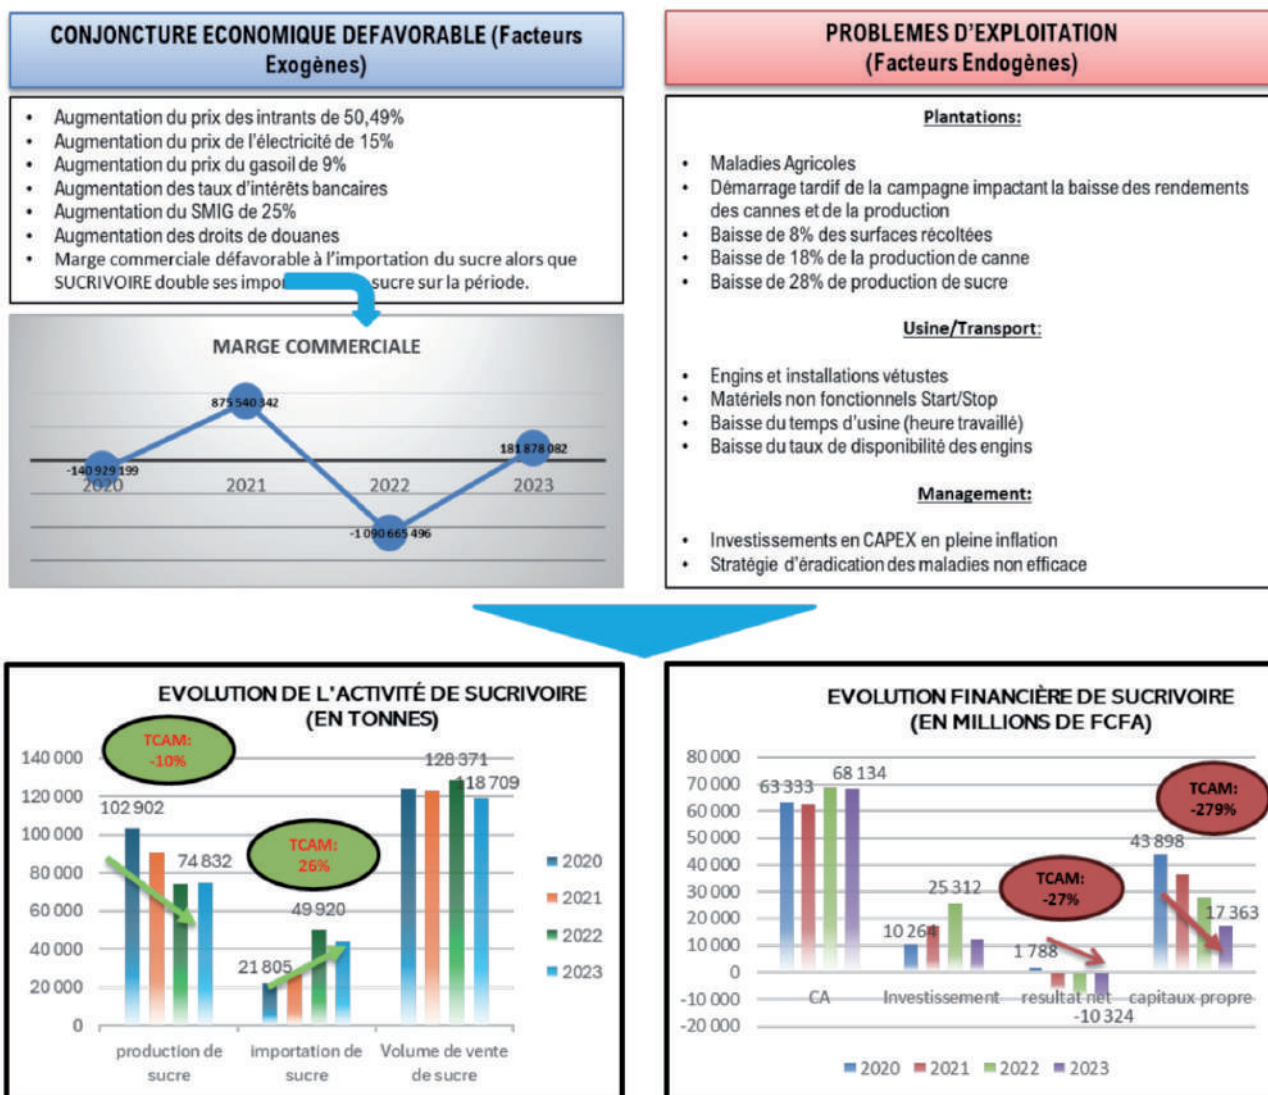 CONJONCTURE ECONOMIQUE DEFAVORABLE (Facteurs
Exogènes)
• Augmentation du prix des intrants de 50,49%
• Augmentation du prix de l'électricité de 15%
• Augmentation du prix du gasoil de 9%
• Augmentation des taux d'intérêts bancaires
• Augmentation du SMIG de 25%
• Augmentation des droits de douanes
• Marge commerciale défavorable à l'importation du sucre alors que
SUCRIVOIRE double ses impor sucre sur la période.
MARGE COMMERCIALE
875 540 342
181 878 082
-140 929 199
2020
2021
2022
2023
-1 090 665 496
PROBLEMES D'EXPLOITATION
(Facteurs Endogènes)
Plantations:
• Maladies Agricoles
• Démarrage tardif de la campagne impactant la baisse des rendements
des cannes et de la production
• Baisse de 8% des surfaces récoltées
• Baisse de 18% de la production de canne
• Baisse de 28% de production de sucre
Usine/Transport:
• Engins et installations vétustes
• Matériels non fonctionnels Start/Stop
• Baisse du temps d'usine (heure travaillé)
• Baisse du taux de disponibilité des engins
Management:
• Investissements en CAPEX en pleine inflation
• Stratégie d'éradication des maladies non efficace
EVOLUTION DE L'ACTIVITÉ DE SUCRIVOIRE
(EN TONNES)
TCAM:
-10%
TCAM:
26%
140 000
120 000
100 000
80 000
60 000
40 000
20 000
0
102 902
74 832
21 805
49 920
128 371
118 709
production de
sucre
importation de
sucre
Volume de vente
de sucre
2020
2021
2022
2023
EVOLUTION FINANCIÈRE DE SUCRIVOIRE
(EN MILLIONS DE FCFA)
TCAM:
-279%
TCAM:
-27%
80 000
70 000
60 000
50 000
40 000
30 000
20 000
10 000
0
-10 000
-20 000
63 333
68 134
10 264
25 312
1 788
-10 324
43 898
17 363
CA
Investissement
resultat net
capitaux propre
2020
2021
2022
2023